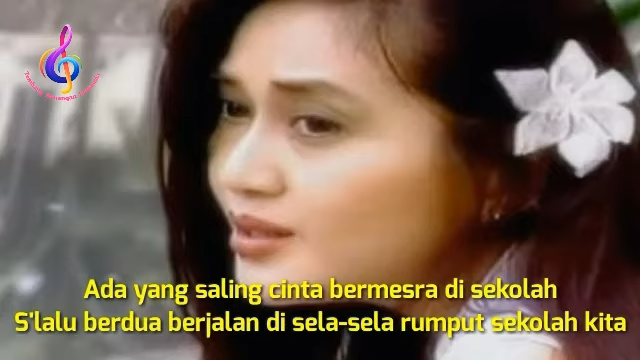 Ada yang saling cinta bermesra di sekolah
S'lalu berdua berjalan di sela-sela rumput sekolah kita